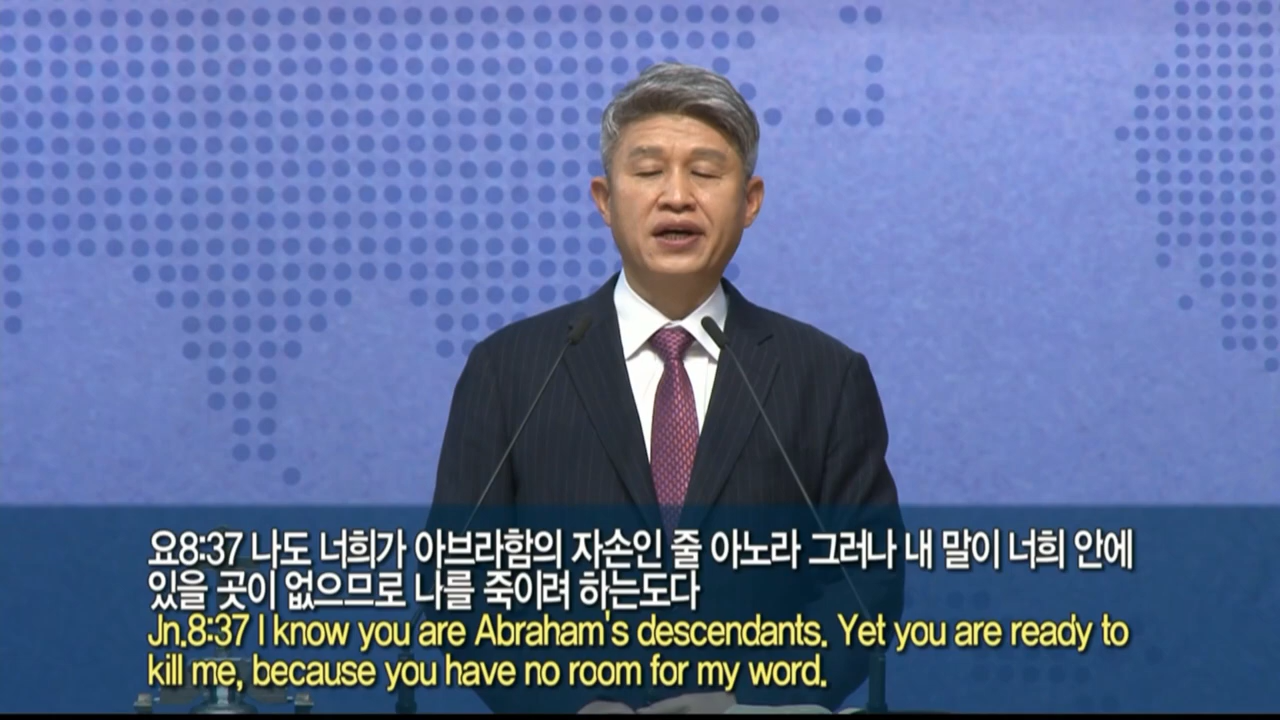 요8:37 나도 너희가 아브라함의 자손인 줄 아노라 그러나 내 말이 너희 안에
있을 곳이 없으므로 나를 죽이려 하는도다
Jn.8:37 I know you are Abraham's descendants. Yet you are ready to
kill me, because you have no room for my word.